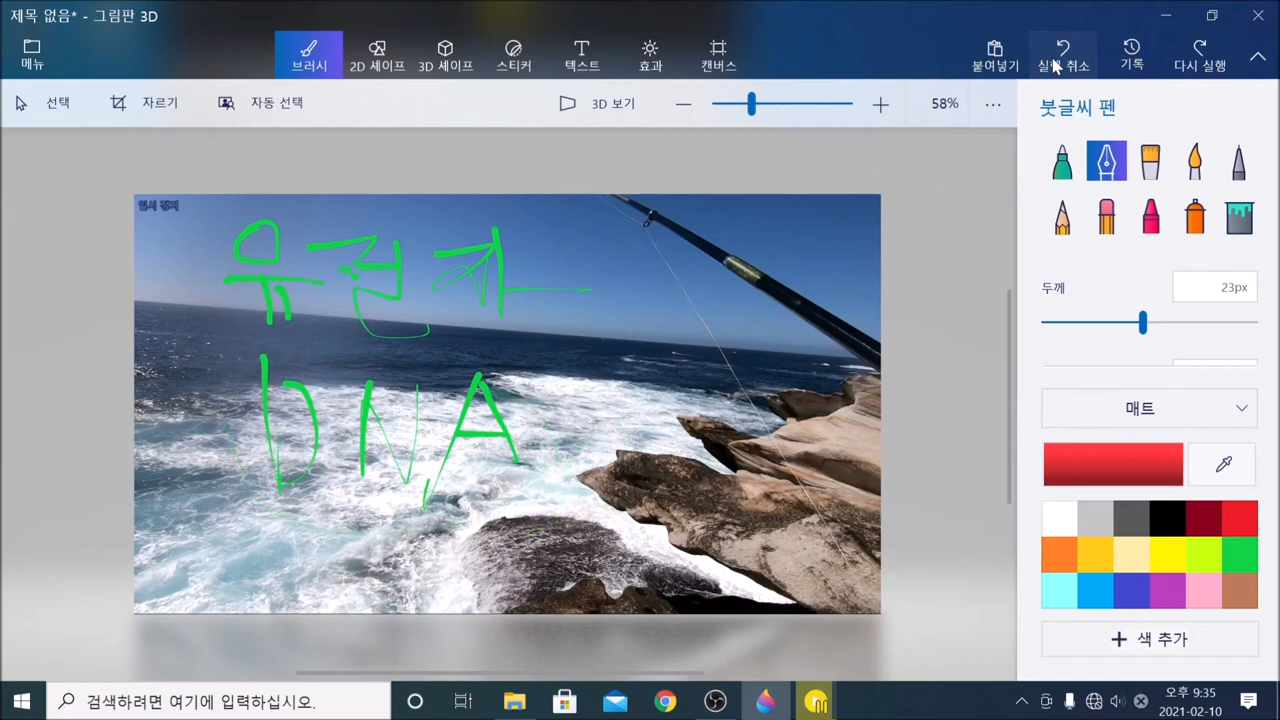 제목 없음* - 그림판 3D
메뉴
브러시
2D 셰이프
3D 셰이프
스티커
텍스트
효과
캔버스
붙여넣기
실행 취소
기록
다시 실행
선택
자르기
자동 선택
3D 보기
58%
붓글씨 펜
일시 정지
유전자
DNA
두께
23px
매트
+ 색 추가
검색하려면 여기에 입력하십시오.
오후 9:35
2021-02-10